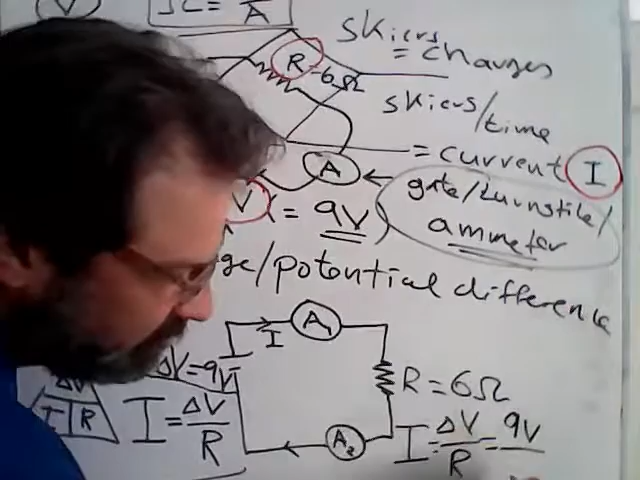 V
A
skiers
= charges
R = 6Ω
skiers/
time
= current I
A
gate/turnstile/
ammeter
V = 9V
ge/potential difference
A₁
I
ΔV=9V
R = 6Ω
ΔV
I R
I = ΔV/R
A₂
I = ΔV/R = 9V